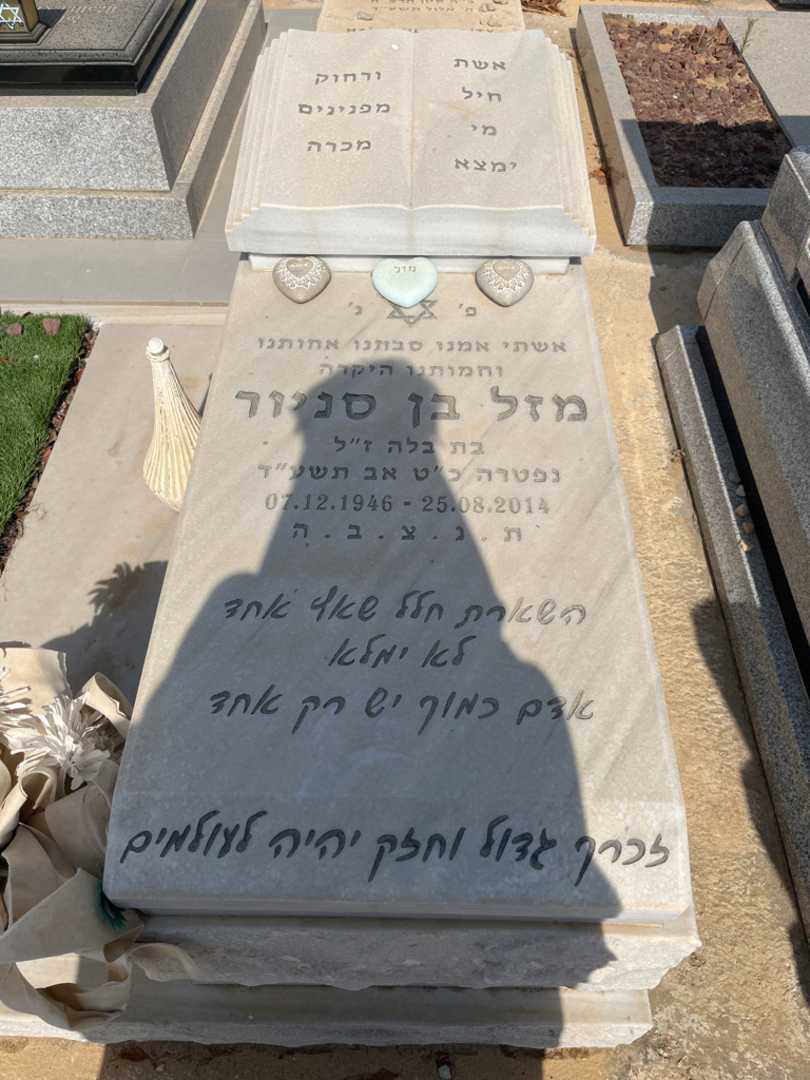 אשת
חיל
מי
ימצא
ורחוק
מפנינים
מכרה
מזל
פ׳ נ׳
אשתי אמנו סבתנו אחותנו
וחמותנו היקרה
מזל בן סניור
בת בלה ז״ל
נפטרה כ״ט אב תשע״ד
07.12.1946 - 25.08.2014
ת . נ . צ . ב . ה
השארת חלל שאף אחד
לא ימלא
אדם כמוך יש רק אחד
זכרך גדול וחזק יהיה לעולמים